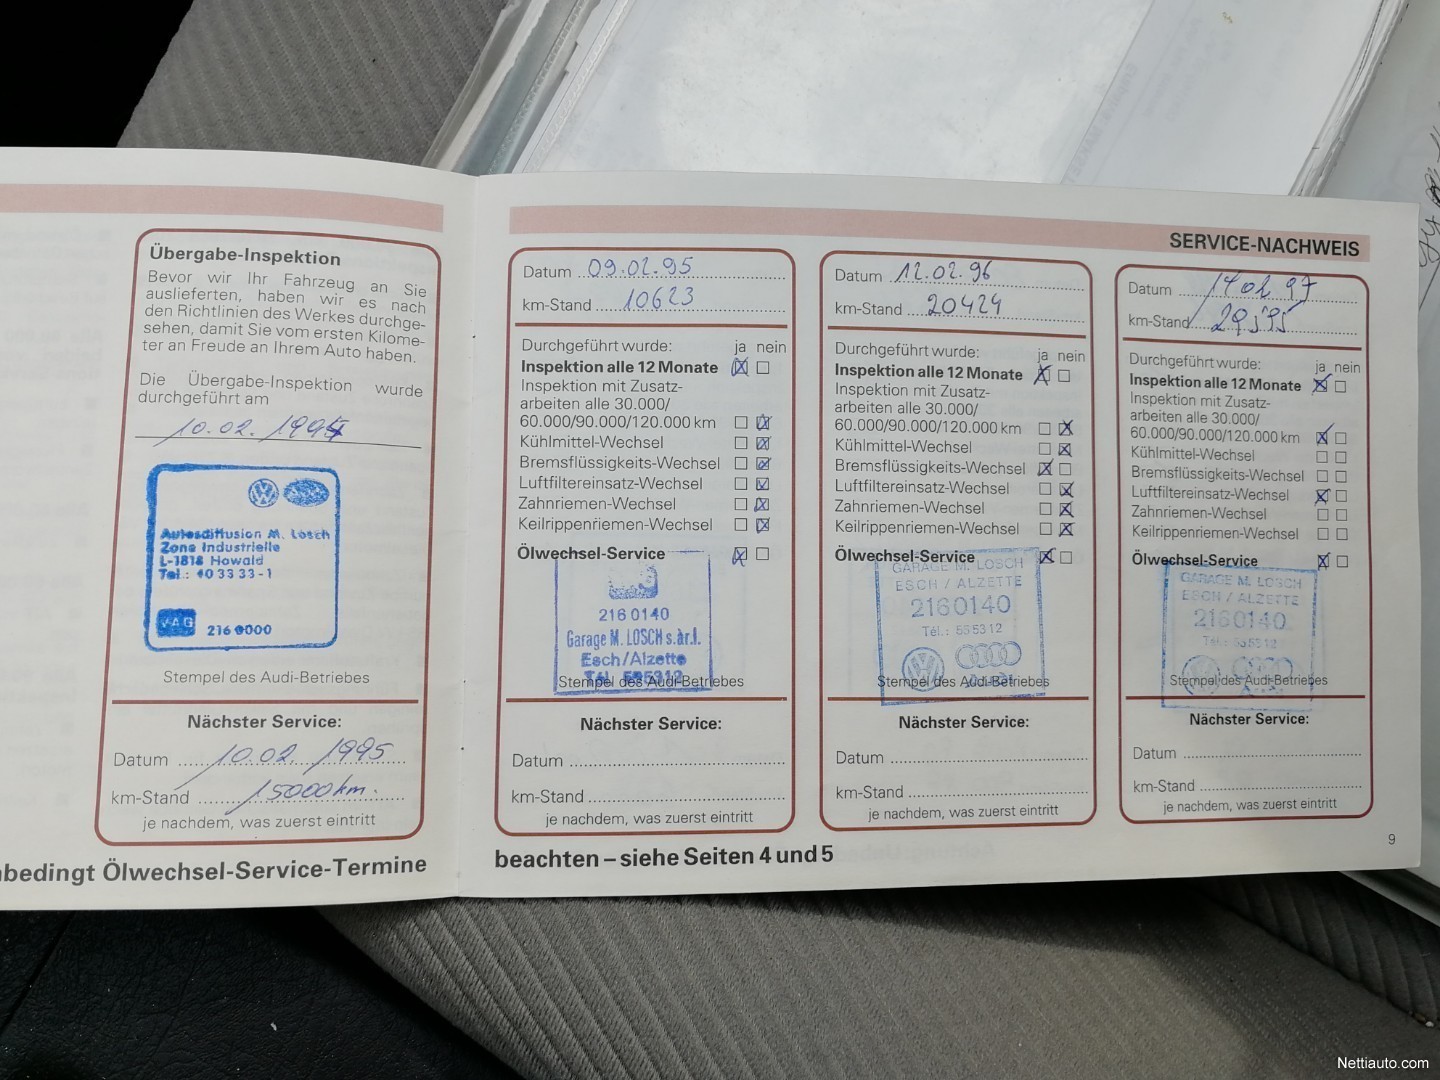 Übergabe-Inspektion
Bevor wir Ihr Fahrzeug an Sie
auslieferten, haben wir es nach
den Richtlinien des Werkes durchge-
sehen, damit Sie vom ersten Kilome-
ter an Freude an Ihrem Auto haben.
Die Übergabe-Inspektion wurde
durchgeführt am
10.02.1994
Autosdiffusion M. Losch
Zone Industrielle
L-1818 Howald
Tel.: 40 33 33-1
VAG 216 0000
Stempel des Audi-Betriebes
Nächster Service:
Datum 10.02.1995
km-Stand 15000 km.
je nachdem, was zuerst eintritt
bedingt Ölwechsel-Service-Termine
SERVICE-NACHWEIS
Datum 09.02.95
km-Stand 10623
Durchgeführt wurde: ja nein
Inspektion alle 12 Monate
Inspektion mit Zusatz-
arbeiten alle 30.000/
60.000/90.000/120.000 km
Kühlmittel-Wechsel
Bremsflüssigkeits-Wechsel
Luftfiltereinsatz-Wechsel
Zahnriemen-Wechsel
Keilrippenriemen-Wechsel
Ölwechsel-Service
216 0140
Garage M. LOSCH s.àr.l.
Esch/Alzette
Tél. 555312
Stempel des Audi-Betriebes
Nächster Service:
Datum
km-Stand
je nachdem, was zuerst eintritt
Datum 12.02.96
km-Stand 20424
Durchgeführt wurde: ja nein
Inspektion alle 12 Monate
Inspektion mit Zusatz-
arbeiten alle 30.000/
60.000/90.000/120.000 km
Kühlmittel-Wechsel
Bremsflüssigkeits-Wechsel
Luftfiltereinsatz-Wechsel
Zahnriemen-Wechsel
Keilrippenriemen-Wechsel
Ölwechsel-Service
GARAGE M. LOSCH
ESCH / ALZETTE
2160140
Tél.: 555312
Stempel des Audi-Betriebes
Nächster Service:
Datum
km-Stand
je nachdem, was zuerst eintritt
Datum 14 02 97
km-Stand
Durchgeführt wurde: ja nein
Inspektion alle 12 Monate
Inspektion mit Zusatz-
arbeiten alle 30.000/
60.000/90.000/120.000 km
Kühlmittel-Wechsel
Bremsflüssigkeits-Wechsel
Luftfiltereinsatz-Wechsel
Zahnriemen-Wechsel
Keilrippenriemen-Wechsel
Ölwechsel-Service
GARAGE M. LOSCH
ESCH / ALZETTE
2160140
Tél.: 555312
Stempel des Audi-Betriebes
Nächster Service:
Datum
km-Stand
je nachdem, was zuerst eintritt
beachten – siehe Seiten 4 und 5
9
Nettiauto.com